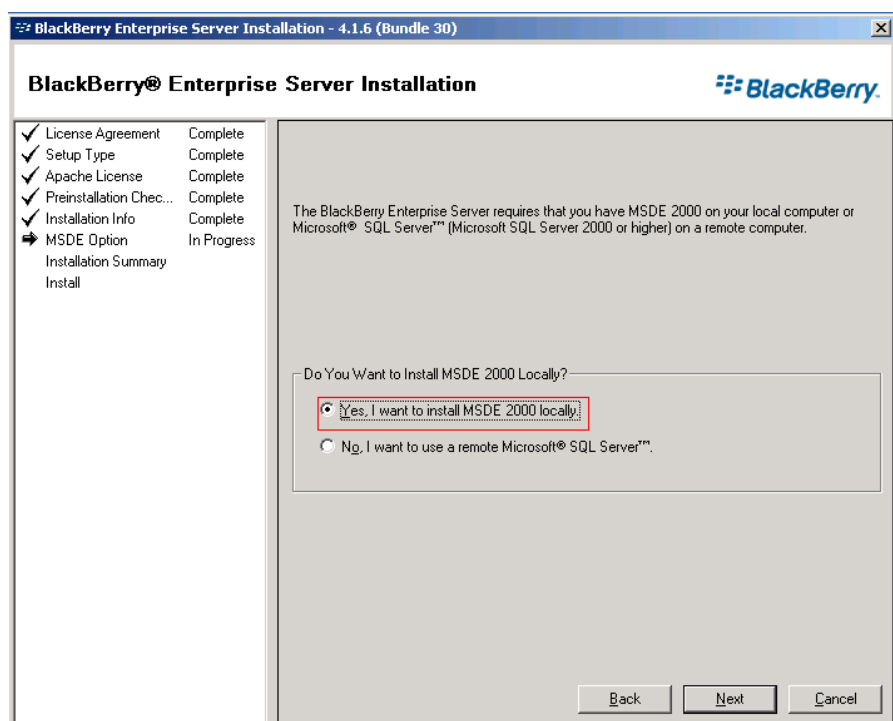 BlackBerry Enterprise Server Installation - 4.1.6 (Bundle 30)
BlackBerry® Enterprise Server Installation
BlackBerry.
License Agreement Complete
Setup Type Complete
Apache License Complete
Preinstallation Chec... Complete
Installation Info Complete
MSDE Option In Progress
Installation Summary
Install
The BlackBerry Enterprise Server requires that you have MSDE 2000 on your local computer or
Microsoft® SQL Server™ (Microsoft SQL Server 2000 or higher) on a remote computer.
Do You Want to Install MSDE 2000 Locally?
Yes, I want to install MSDE 2000 locally.
No, I want to use a remote Microsoft® SQL Server™.
Back Next Cancel